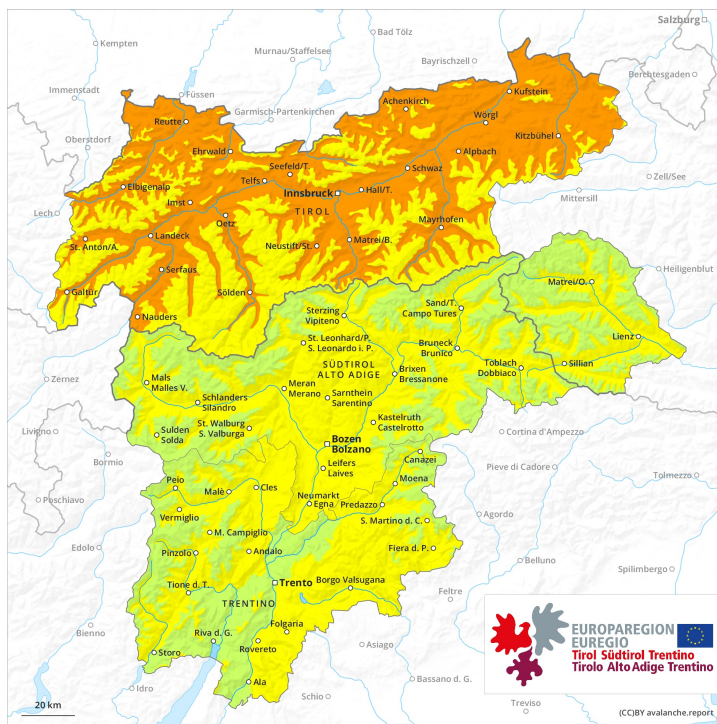 Salzburg
Kempten
Bad Tölz
Murnau/Staffelsee
Bayrischzell
Berchtesgaden
Immenstadt
Füssen
Garmisch-Partenkirchen
Achenkirch
Kufstein
Reutte
Wörgl
Oberstdorf
Ehrwald
Kitzbühel
Seefeld/T.
Alpbach
Telfs
Schwaz
Zell/See
Elbigenalp
Innsbruck
Hall/T.
Mittersill
Imst
TIROL
Lech
Oetz
Mayrhofen
St. Anton/A.
Landeck
Neustift/St.
Matrei/B.
Serfaus
Heiligenblut
Galtür
Sölden
Matrei/O.
Nauders
Sterzing
Vipiteno
Sand/T.
Campo Tures
St. Leonhard/P.
S. Leonardo i. P.
Lienz
Bruneck
Brunico
Sillian
SÜDTIROL
ALTO ADIGE
Toblach
Dobbiaco
Brixen
Bressanone
Mals
Malles V.
Meran
Merano
Zernez
Sarnthein
Sarentino
Schlanders
Silandro
St. Walburg
S. Valburga
Kastelruth
Castelrotto
Livigno
Sulden
Solda
Bozen
Bolzano
Cortina d'Ampezzo
Canazei
Bormio
Leifers
Laives
Pieve di Cadore
Tolmezzo
Peio
Malè
Cles
Moena
Poschiavo
Neumarkt
Egna
Predazzo
Vermiglio
Agordo
M. Campiglio
S. Martino d. C.
Edolo
Pinzolo
Andalo
Fiera d. P.
Belluno
Spilimbergo
Tione d. T.
Trento
Borgo Valsugana
Feltre
TRENTINO
Folgaria
Bienno
Riva d. G.
Rovereto
Asiago
Storo
Bassano d. G.
Ala
Idro
Schio
Treviso
20 km
EUROPAREGION
EUREGIO
Tirol Südtirol Trentino
Tirolo Alto Adige Trentino
(CC)BY avalanche.report